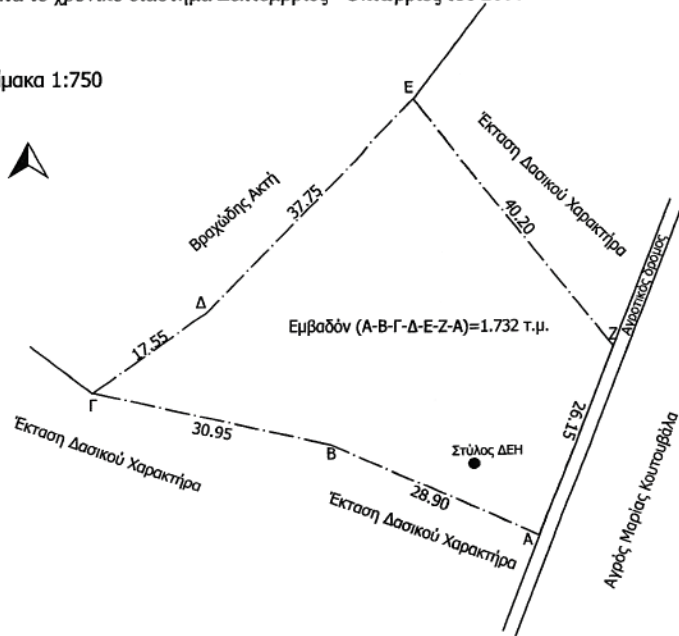 μακα 1:750
Ε
Έκταση Δασικού Χαρακτήρα
Βραχώδης Ακτή
37.75
40.20
Δ
Εμβαδόν (Α-Β-Γ-Δ-Ε-Ζ-Α)=1.732 τ.μ.
Ζ
Αγροτικός δρόμος
17.55
Γ
30.95
26.15
Έκταση Δασικού Χαρακτήρα
Β
Στύλος ΔΕΗ
28.90
Έκταση Δασικού Χαρακτήρα
Α
Αγρός Μαρίας Κουτουβάλα